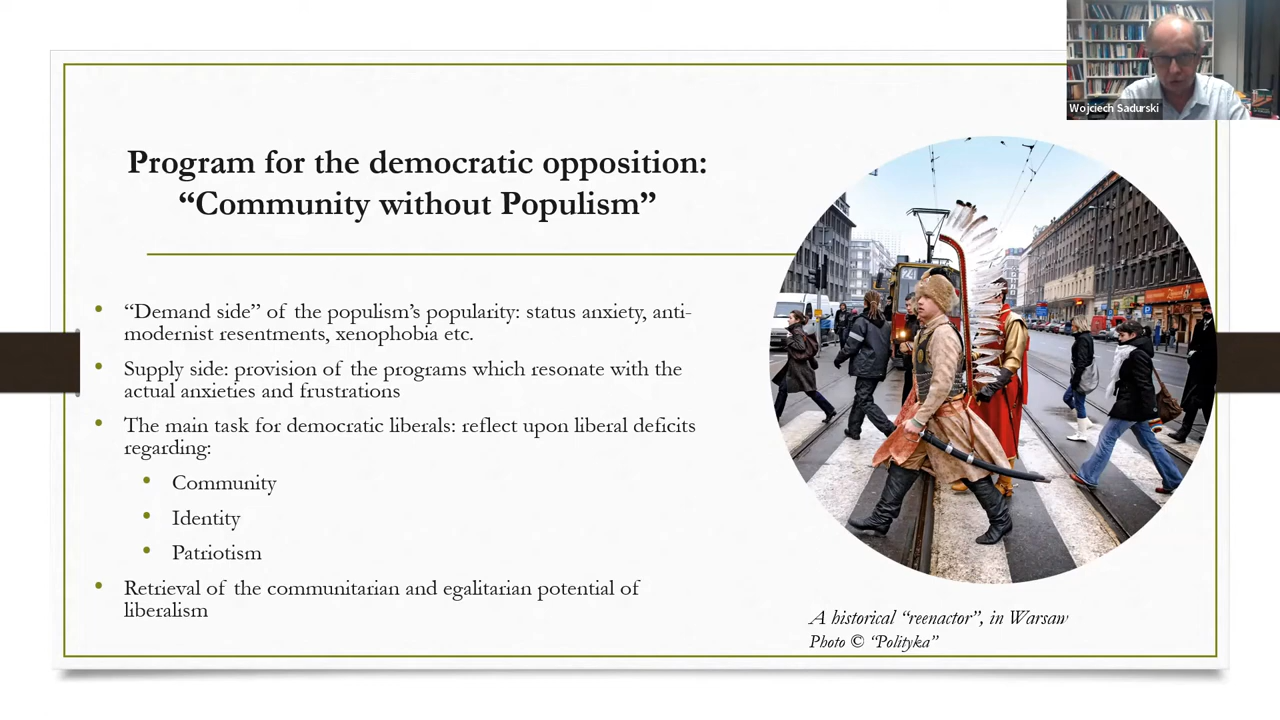 Wojciech Sadurski
Program for the democratic opposition:
“Community without Populism”
“Demand side” of the populism’s popularity: status anxiety, anti-
modernist resentments, xenophobia etc.
Supply side: provision of the programs which resonate with the
actual anxieties and frustrations
The main task for democratic liberals: reflect upon liberal deficits
regarding:
Community
Identity
Patriotism
Retrieval of the communitarian and egalitarian potential of
liberalism
24
A historical “reenactor”, in Warsaw
Photo © “Polityka”